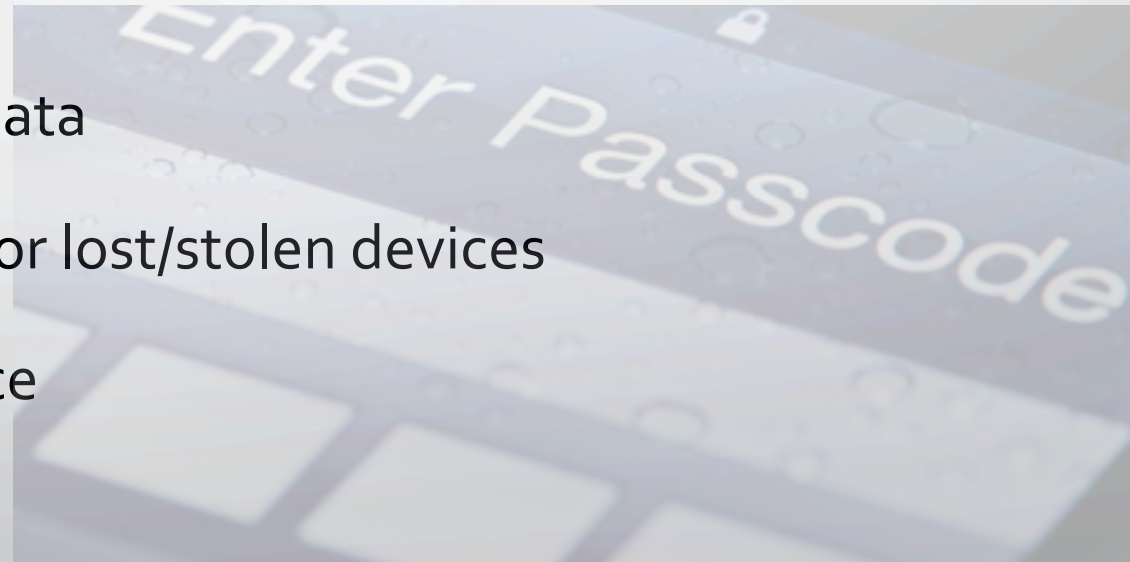 Enter Passcode
ata
or lost/stolen devices
ce